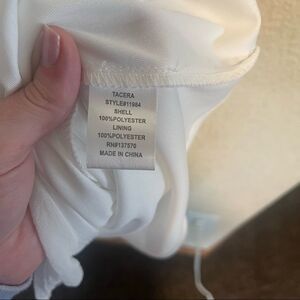 TACERA
STYLE#11984
SHELL
100%POLYESTER
LINING
100%POLYESTER
RN#137570
MADE IN CHINA